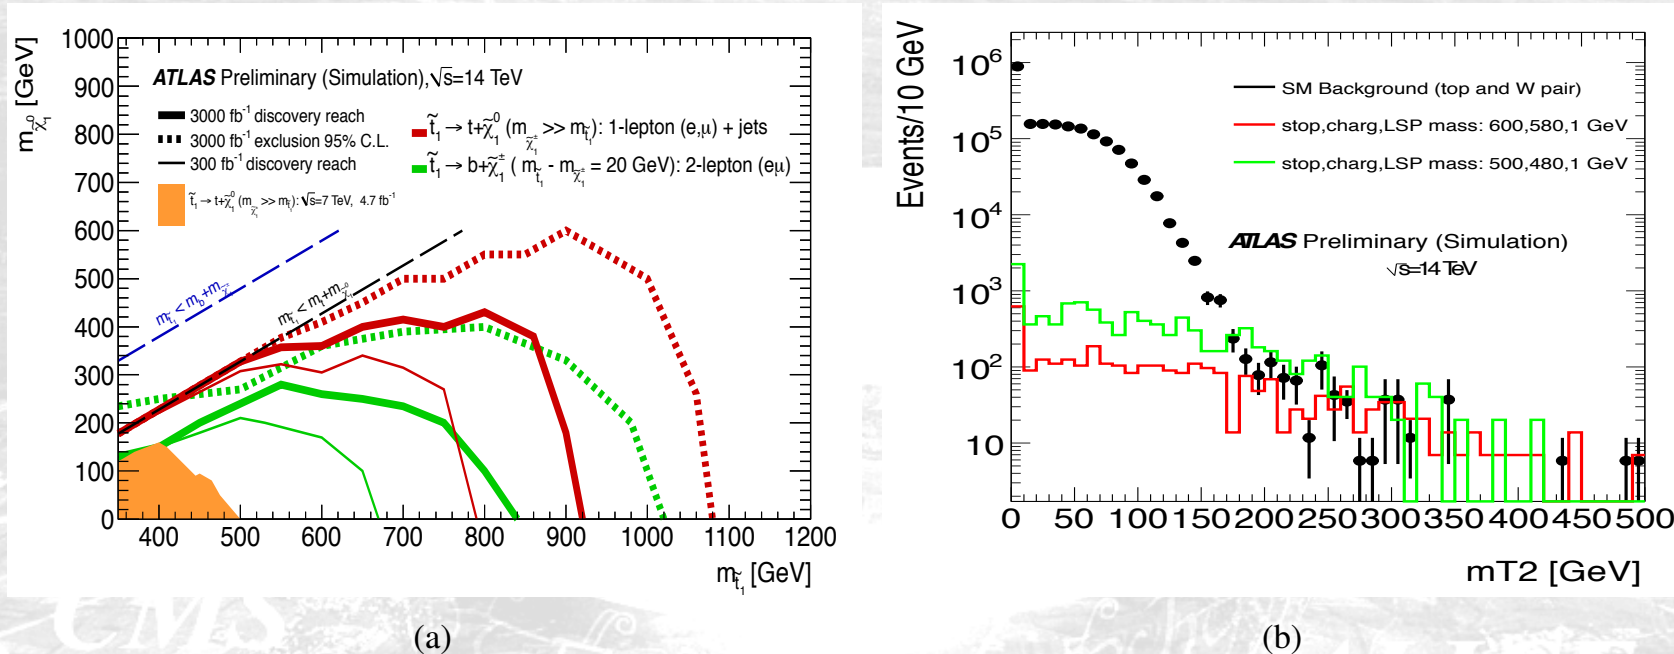 1000
900
800
700
600
500
400
300
200
100
0
m_χ̃₁⁰ [GeV]
ATLAS Preliminary (Simulation),√s=14 TeV
3000 fb⁻¹ discovery reach
3000 fb⁻¹ exclusion 95% C.L.
300 fb⁻¹ discovery reach
t̃₁ → t+χ̃₁⁰ (m_χ̃₁± >> m_t̃₁): √s=7 TeV, 4.7 fb⁻¹
t̃₁ → t+χ̃₁⁰ (m_χ̃₁± >> m_t̃₁): 1-lepton (e,μ) + jets
t̃₁ → b+χ̃₁± ( m_t̃₁ - m_χ̃₁± = 20 GeV): 2-lepton (eμ)
m_t̃₁ < m_b+m_χ̃₁±
m_t̃₁ < m_t+m_χ̃₁⁰
400 500 600 700 800 900 1000 1100 1200
m_t̃₁ [GeV]
(a)
Events/10 GeV
10⁶
10⁵
10⁴
10³
10²
10
SM Background (top and W pair)
stop,charg,LSP mass: 600,580,1 GeV
stop,charg,LSP mass: 500,480,1 GeV
ATLAS Preliminary (Simulation)
√s=14 TeV
0 50 100 150 200 250 300 350 400 450 500
mT2 [GeV]
(b)
CMS